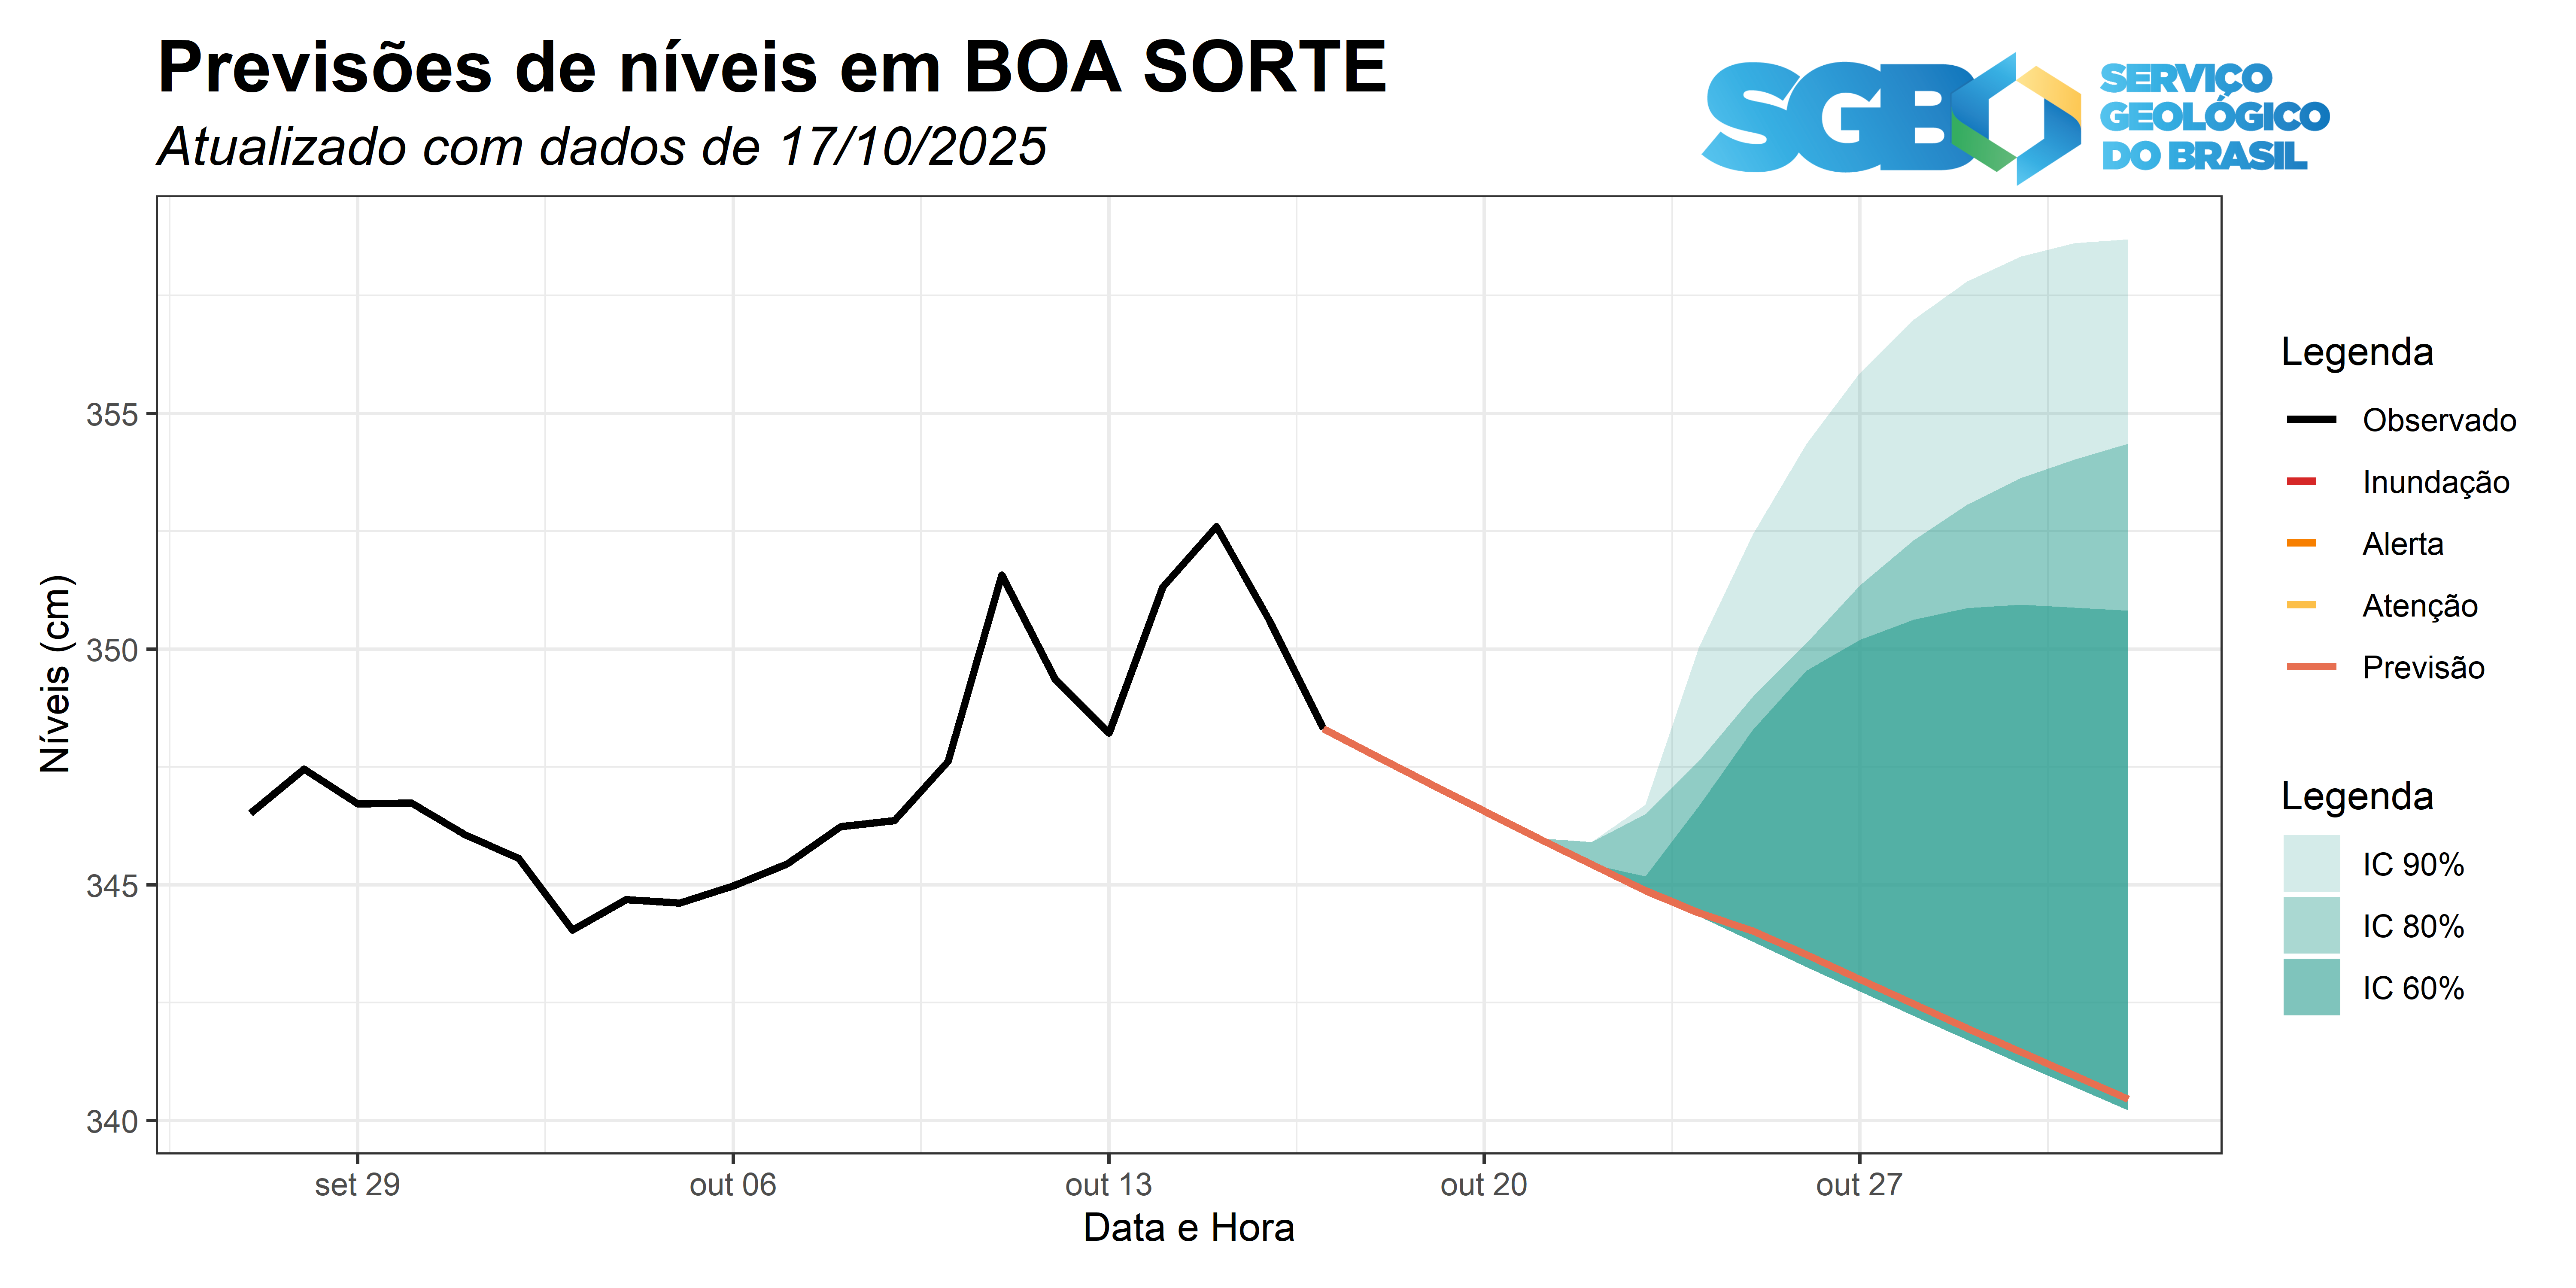 Previsões de níveis em BOA SORTE
Atualizado com dados de 17/10/2025
SGB
SERVIÇO
GEOLÓGICO
DO BRASIL
Níveis (cm)
355
350
345
340
set 29
out 06
out 13
out 20
out 27
Data e Hora
Legenda
Observado
Inundação
Alerta
Atenção
Previsão
Legenda
IC 90%
IC 80%
IC 60%